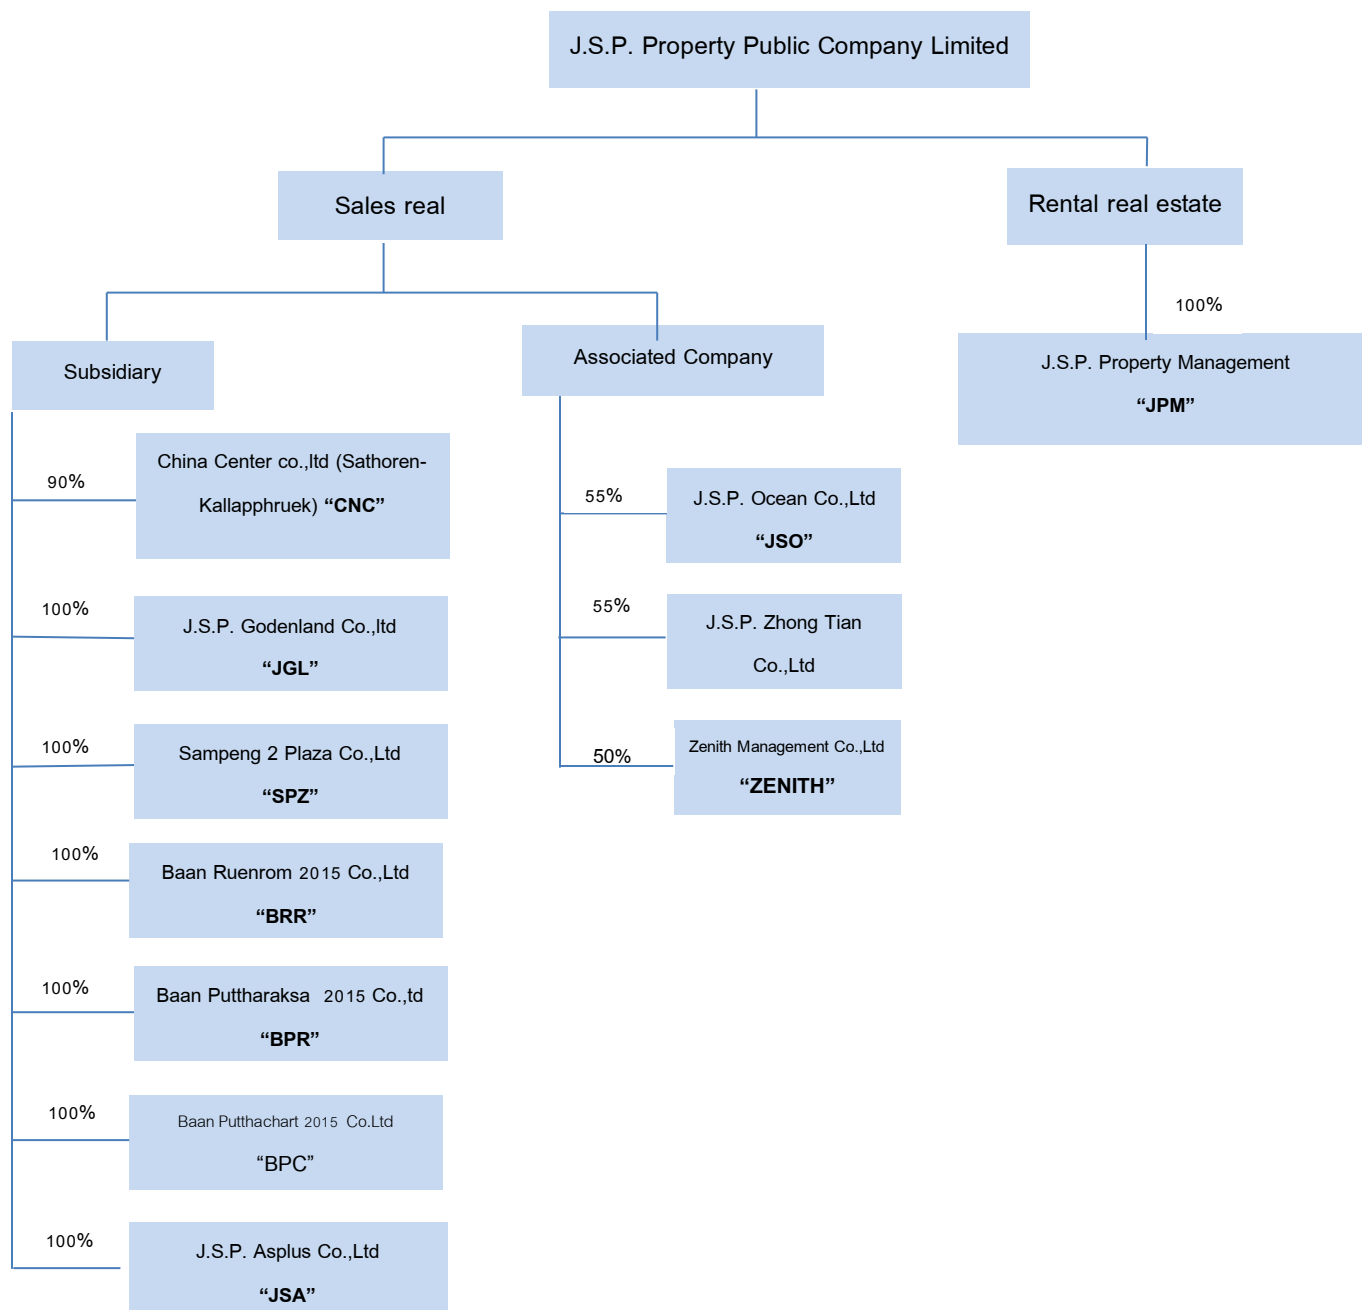 J.S.P. Property Public Company Limited
Sales real
Rental real estate
100%
J.S.P. Property Management
“JPM”
Subsidiary
Associated Company
90%
China Center co.,ltd (Sathoren-
Kallapphruek) “CNC”
100%
J.S.P. Godenland Co.,ltd
“JGL”
100%
Sampeng 2 Plaza Co.,Ltd
“SPZ”
100%
Baan Ruenrom 2015 Co.,Ltd
“BRR”
100%
Baan Puttharaksa 2015 Co.,td
“BPR”
100%
Baan Putthachart 2015 Co.Ltd
“BPC”
100%
J.S.P. Asplus Co.,Ltd
“JSA”
55%
J.S.P. Ocean Co.,Ltd
“JSO”
55%
J.S.P. Zhong Tian
Co.,Ltd
50%
Zenith Management Co.,Ltd
“ZENITH”